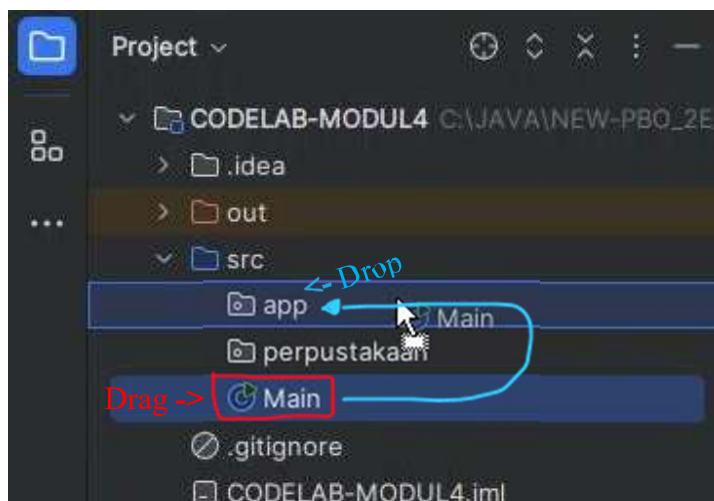 Project
CODELAB-MODUL4 C:\JAVA\NEW-PBO_2E
.idea
out
src
<- Drop
app
Main
perpustakaan
Drag -> Main
.gitignore
CODELAB-MODUL4.iml